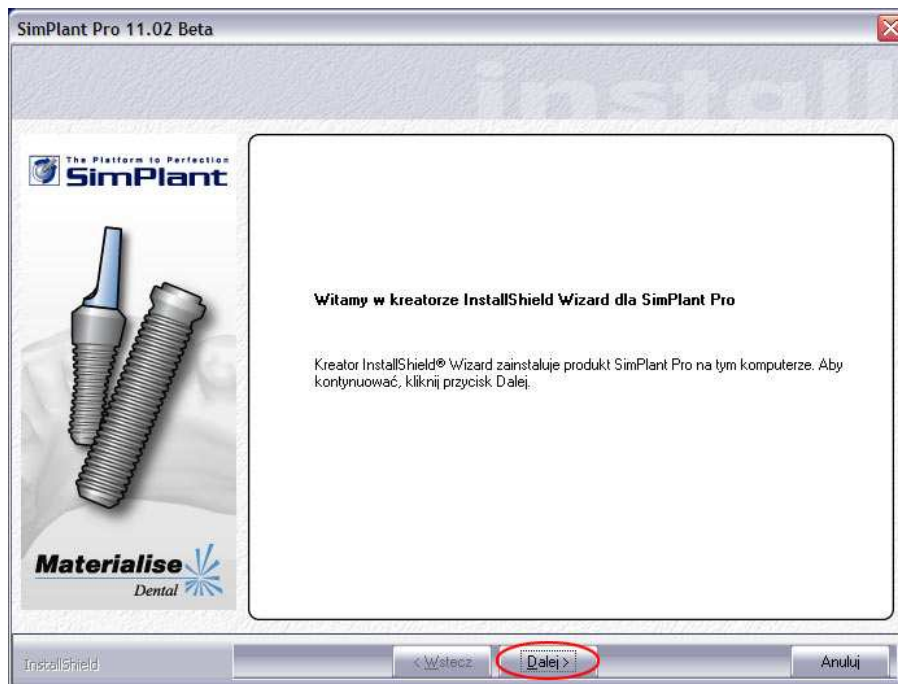 SimPlant Pro 11.02 Beta
install
The Platform to Perfection
SimPlant
Witamy w kreatorze InstallShield Wizard dla SimPlant Pro
Kreator InstallShield® Wizard zainstaluje produkt SimPlant Pro na tym komputerze. Aby
kontynuować, kliknij przycisk Dalej.
Materialise
Dental
InstallShield
< Wstecz
Dalej >
Anuluj